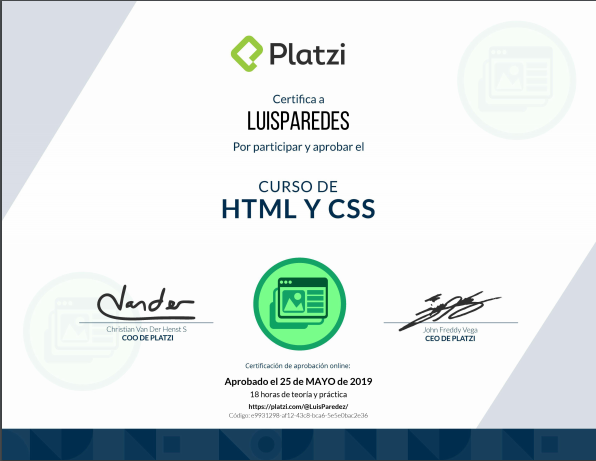 Platzi
Certifica a
LUISPAREDES
Por participar y aprobar el
CURSO DE
HTML Y CSS
Christian Van Der Henst S
COO DE PLATZI
John Freddy Vega
CEO DE PLATZI
Certificación de aprobación online:
Aprobado el 25 de MAYO de 2019
18 horas de teoría y práctica
https://platzi.com/@LuisParedez/
Código: e9931298-af12-43c8-bca6-5e5e0bac2e36